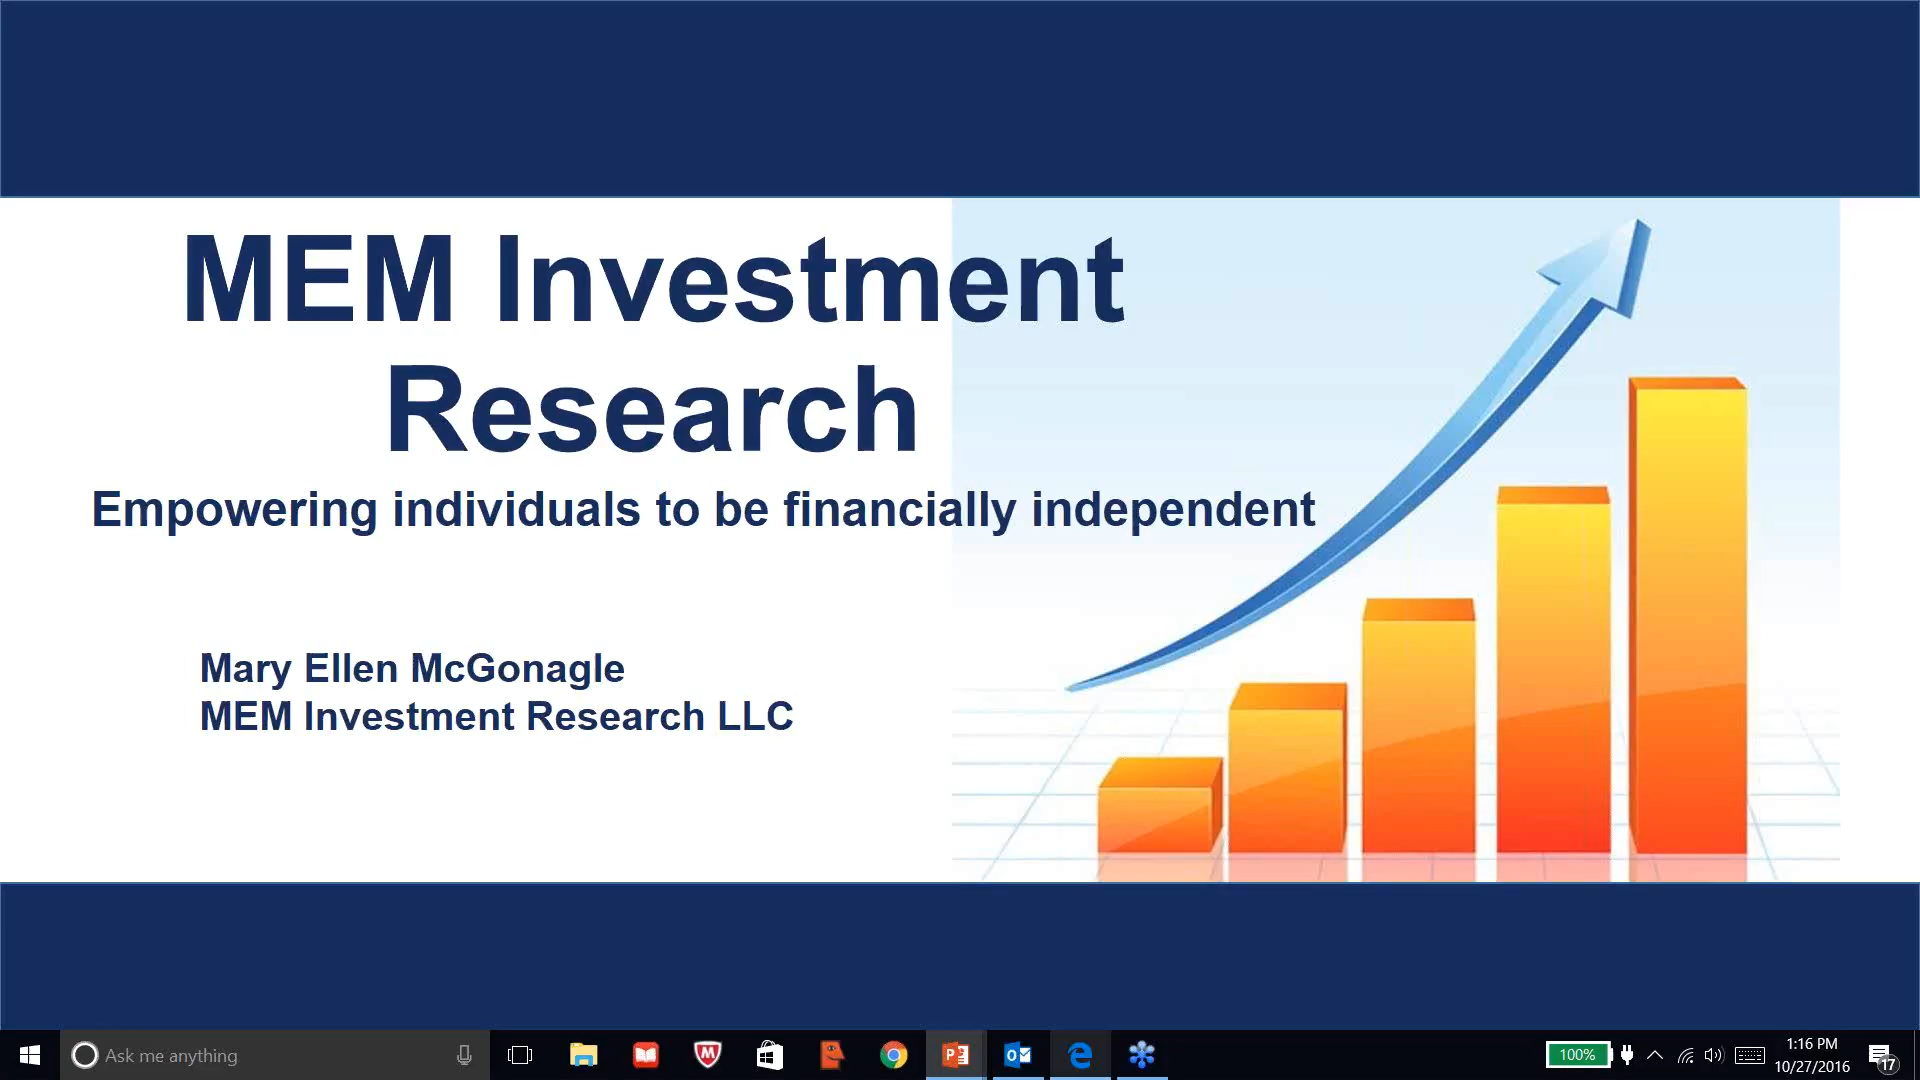 MEM Investment
Research
Empowering individuals to be financially independent
Mary Ellen McGonagle
MEM Investment Research LLC
Ask me anything
100%
1:16 PM
10/27/2016
17